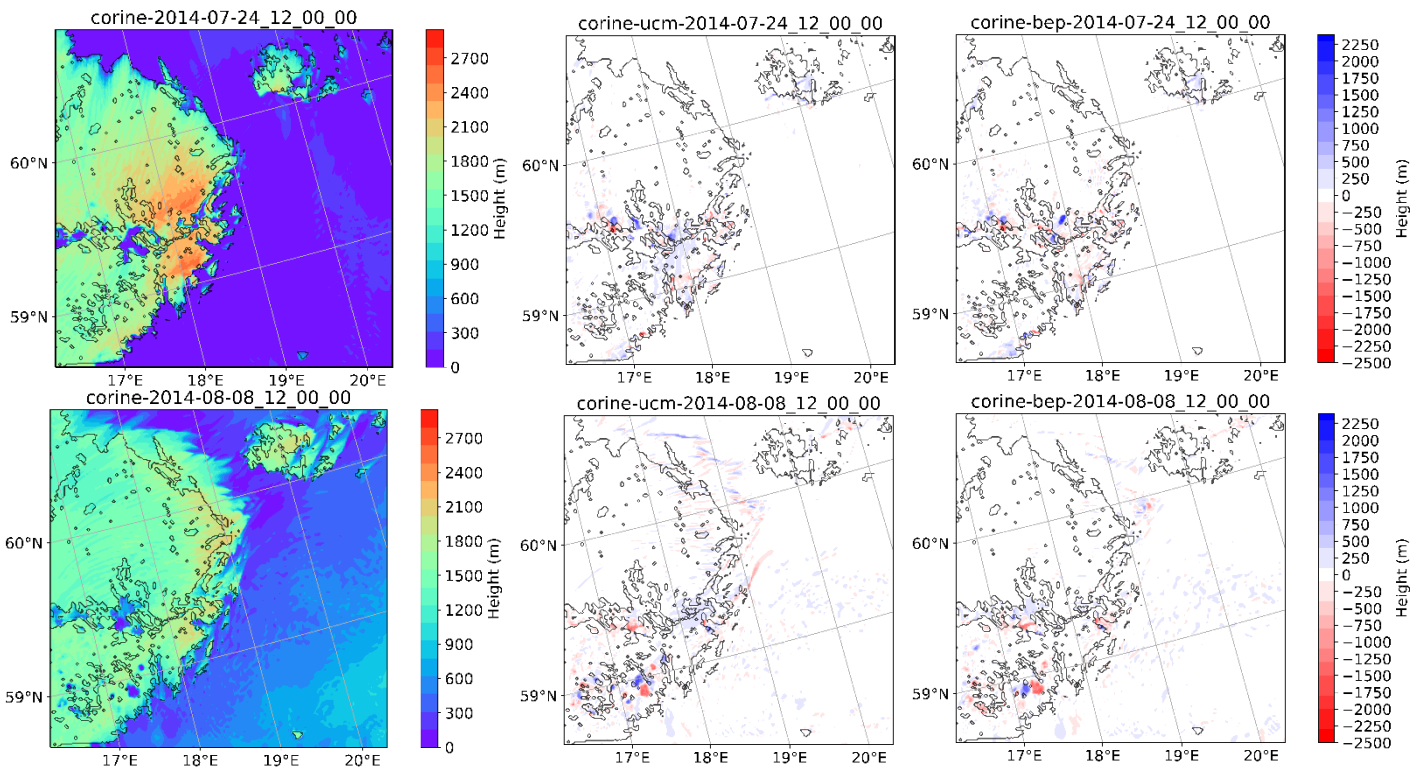 corine-2014-07-24_12_00_00
corine-ucm-2014-07-24_12_00_00
corine-bep-2014-07-24_12_00_00
60°N
59°N
17°E
18°E
19°E
20°E
2700
2400
2100
1800
1500
1200
900
600
300
0
Height (m)
60°N
59°N
17°E
18°E
19°E
20°E
60°N
59°N
17°E
18°E
19°E
20°E
2250
2000
1750
1500
1250
1000
750
500
250
0
−250
−500
−750
−1000
−1250
−1500
−1750
−2000
−2250
−2500
Height (m)
corine-2014-08-08_12_00_00
corine-ucm-2014-08-08_12_00_00
corine-bep-2014-08-08_12_00_00
60°N
59°N
17°E
18°E
19°E
20°E
2700
2400
2100
1800
1500
1200
900
600
300
0
Height (m)
60°N
59°N
17°E
18°E
19°E
20°E
60°N
59°N
17°E
18°E
19°E
20°E
2250
2000
1750
1500
1250
1000
750
500
250
0
−250
−500
−750
−1000
−1250
−1500
−1750
−2000
−2250
−2500
Height (m)